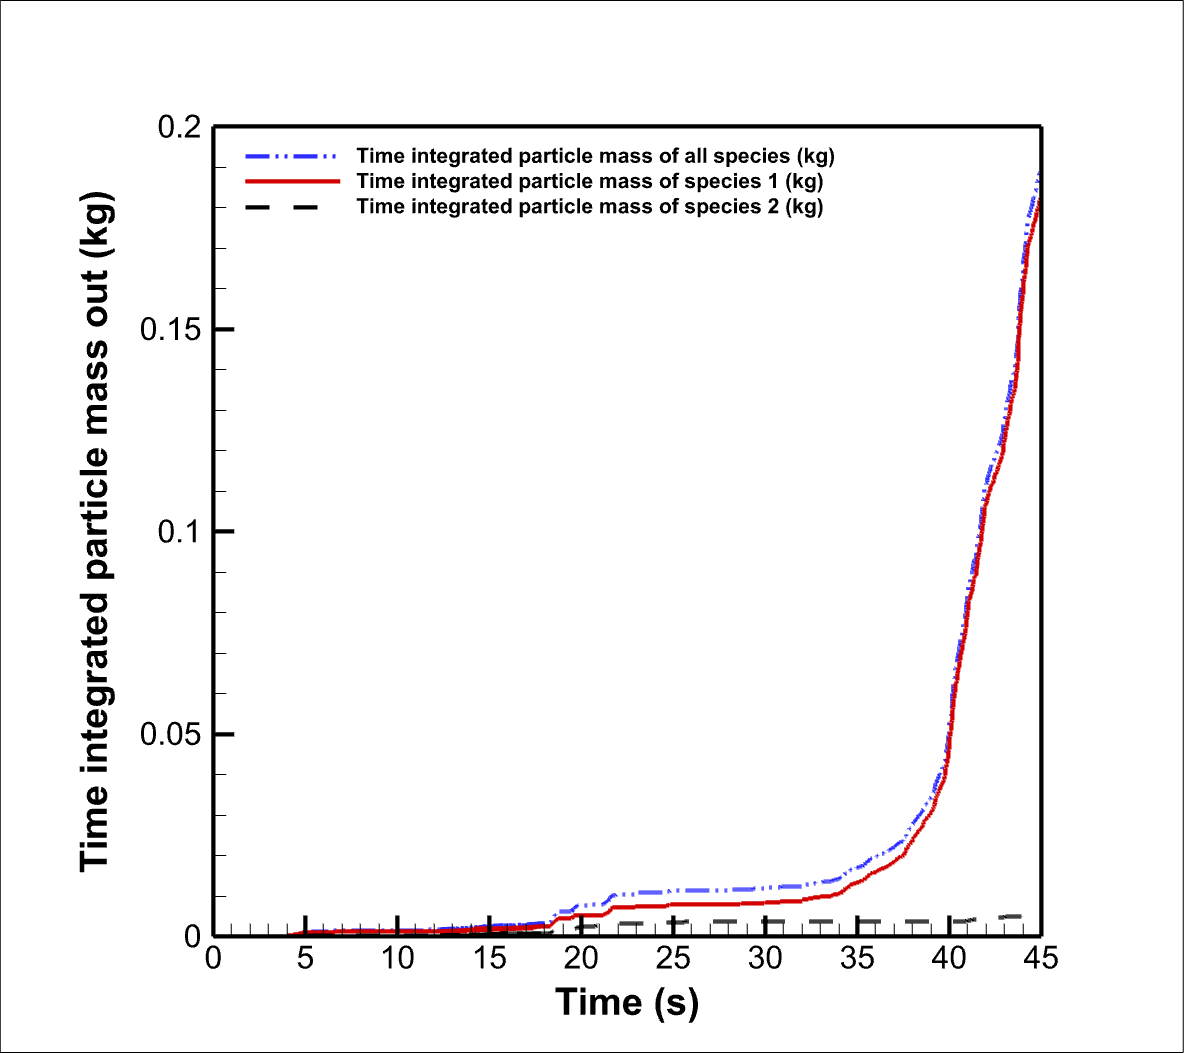 Time integrated particle mass out (kg)
0.2
0.15
0.1
0.05
0
Time integrated particle mass of all species (kg)
Time integrated particle mass of species 1 (kg)
Time integrated particle mass of species 2 (kg)
0 5 10 15 20 25 30 35 40 45
Time (s)